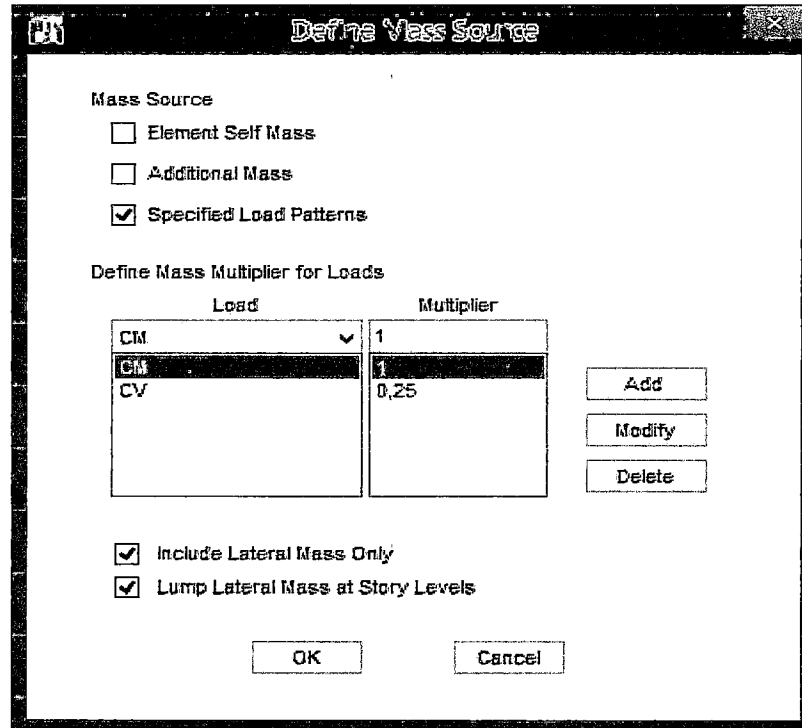 Define Mass Source
Mass Source
Element Self Mass
Additional Mass
Specified Load Patterns
Define Mass Multiplier for Loads
Load Multiplier
CM 1
CM 1
CV 0,25
Add
Modify
Delete
Include Lateral Mass Only
Lump Lateral Mass at Story Levels
OK Cancel